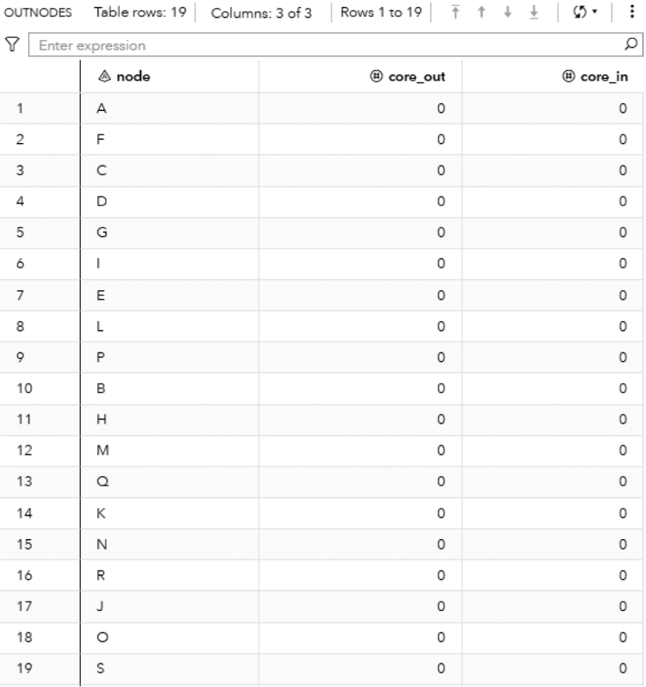 OUTNODES Table rows: 19 Columns: 3 of 3 Rows 1 to 19
Enter expression
node core_out core_in
1 A 0 0
2 F 0 0
3 C 0 0
4 D 0 0
5 G 0 0
6 I 0 0
7 E 0 0
8 L 0 0
9 P 0 0
10 B 0 0
11 H 0 0
12 M 0 0
13 Q 0 0
14 K 0 0
15 N 0 0
16 R 0 0
17 J 0 0
18 O 0 0
19 S 0 0